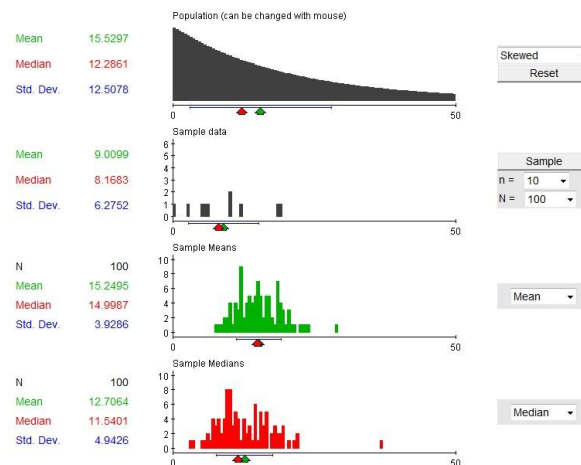 Population (can be changed with mouse)
Mean 15.5297
Median 12.2861
Std. Dev. 12.5078
0 50
Skewed
Reset
Sample data
Mean 9.0099
Median 8.1683
Std. Dev. 6.2752
6
5
4
3
2
1
0
0 50
Sample
n = 10
N = 100
Sample Means
N 100
Mean 15.2495
Median 14.9987
Std. Dev. 3.9286
10
8
6
4
2
0
0 50
Mean
Sample Medians
N 100
Mean 12.7064
Median 11.5401
Std. Dev. 4.9426
10
8
6
4
2
0
0 50
Median